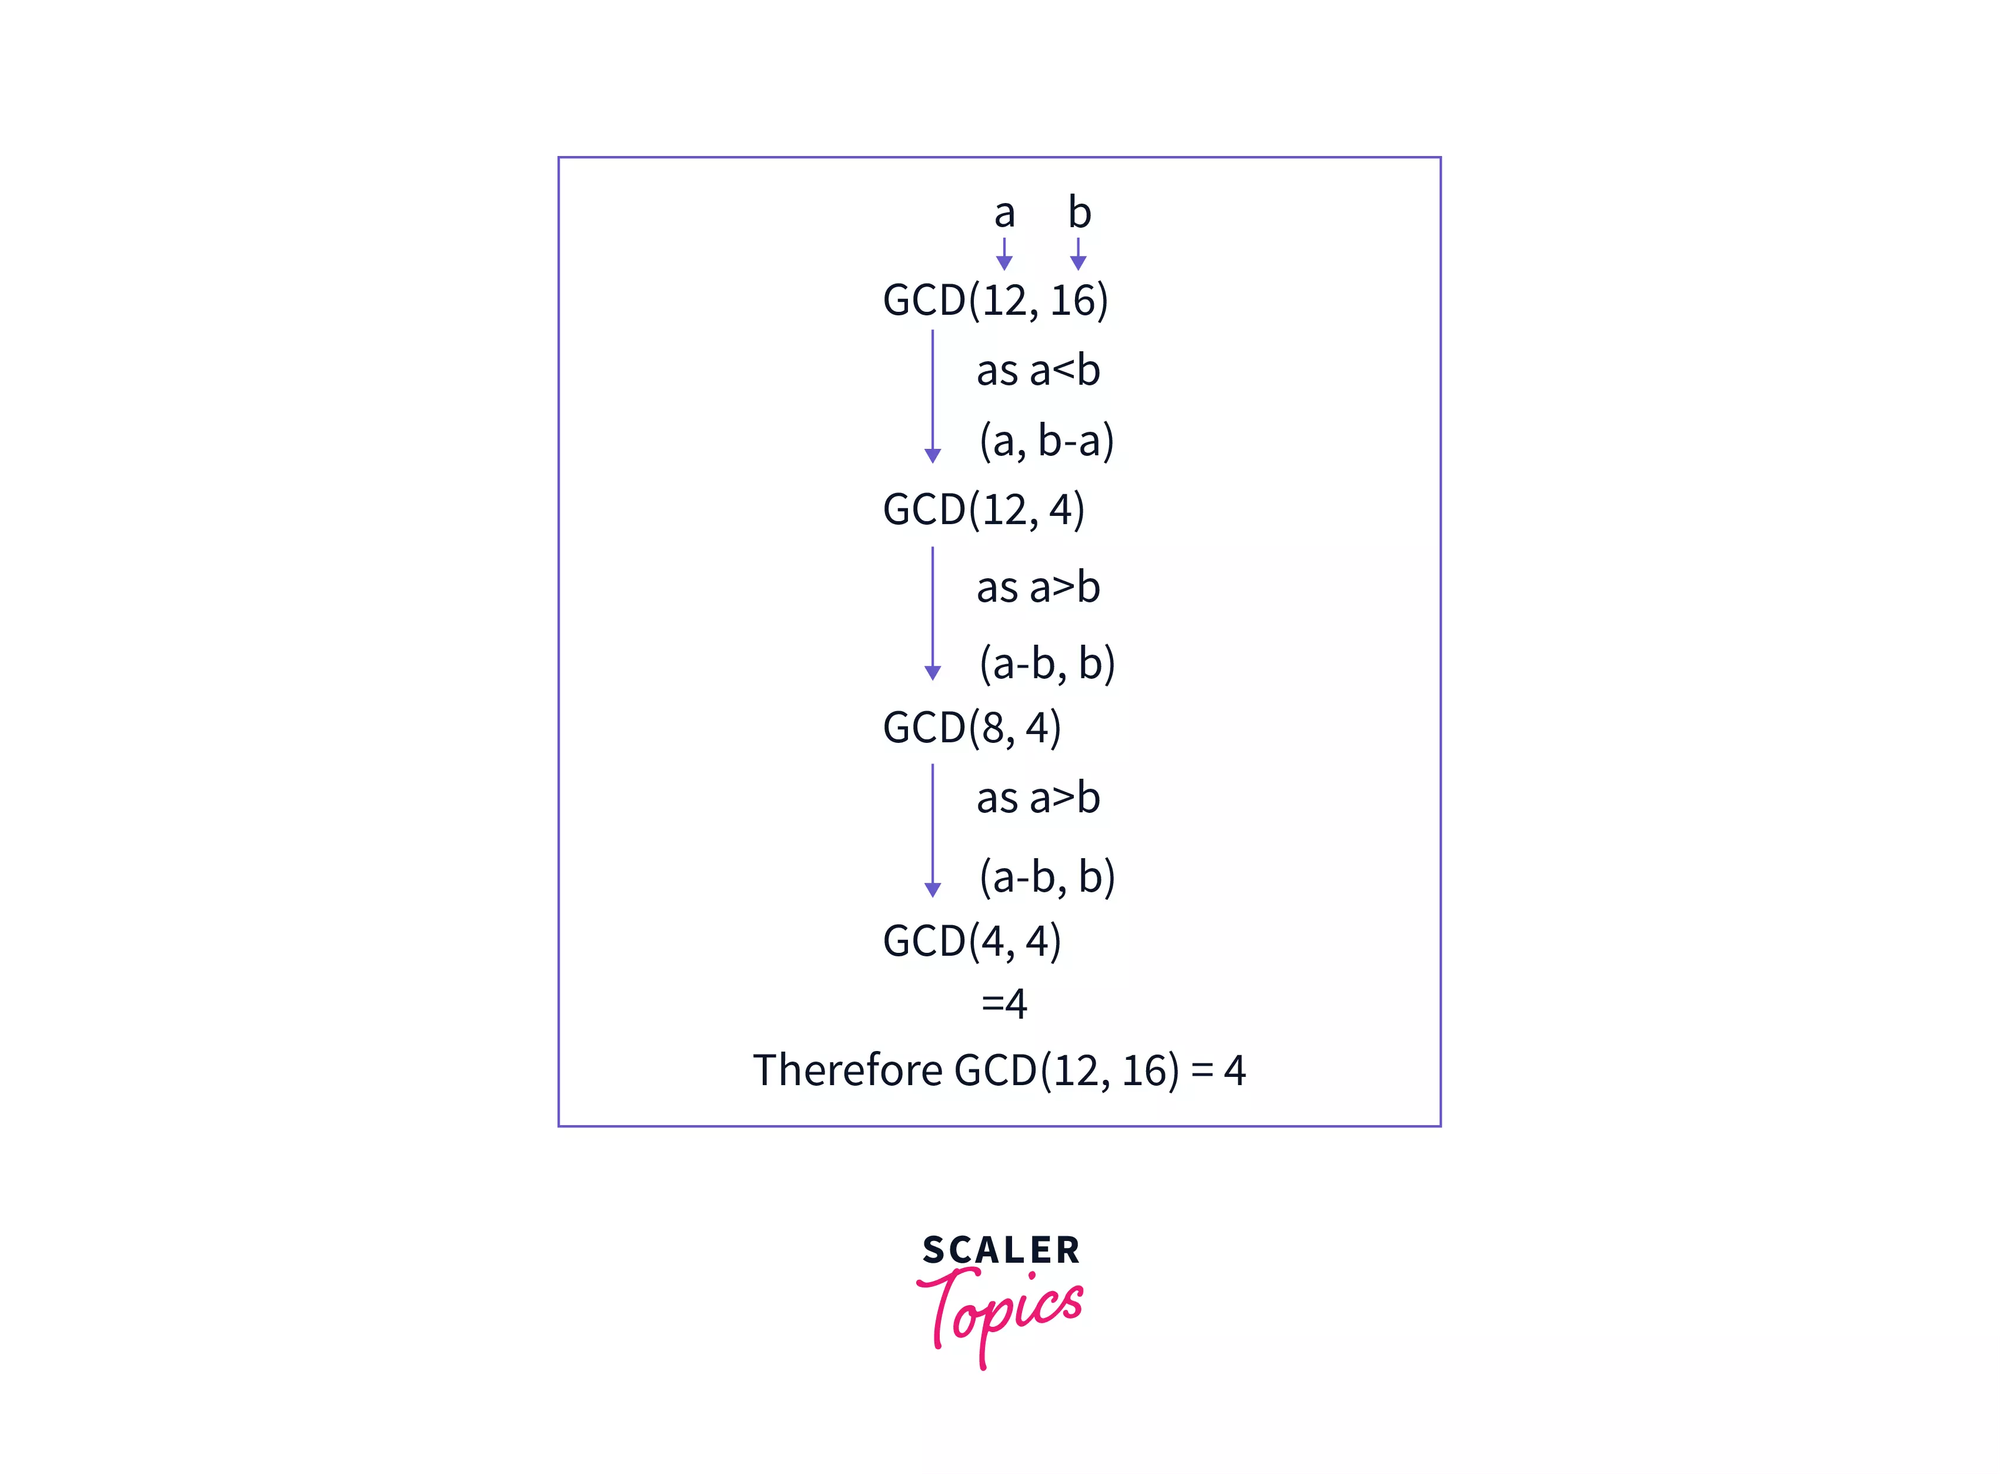 a b
GCD(12, 16)
as a<b
(a, b-a)
GCD(12, 4)
as a>b
(a-b, b)
GCD(8, 4)
as a>b
(a-b, b)
GCD(4, 4)
=4
Therefore GCD(12, 16) = 4
SCALER
Topics